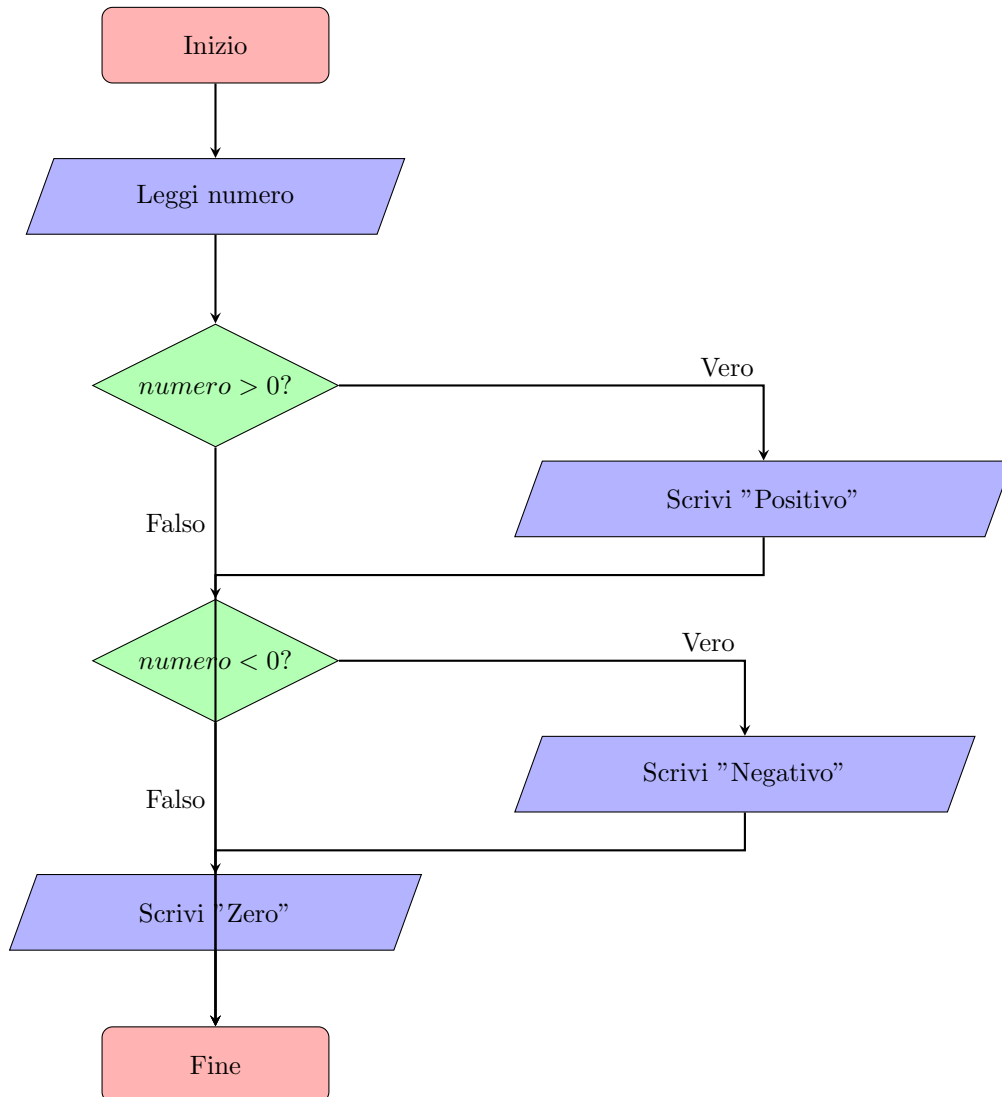 Inizio
Leggi numero
numero > 0?
Vero
Scrivi ”Positivo”
Falso
numero < 0?
Vero
Scrivi ”Negativo”
Falso
Scrivi ”Zero”
Fine